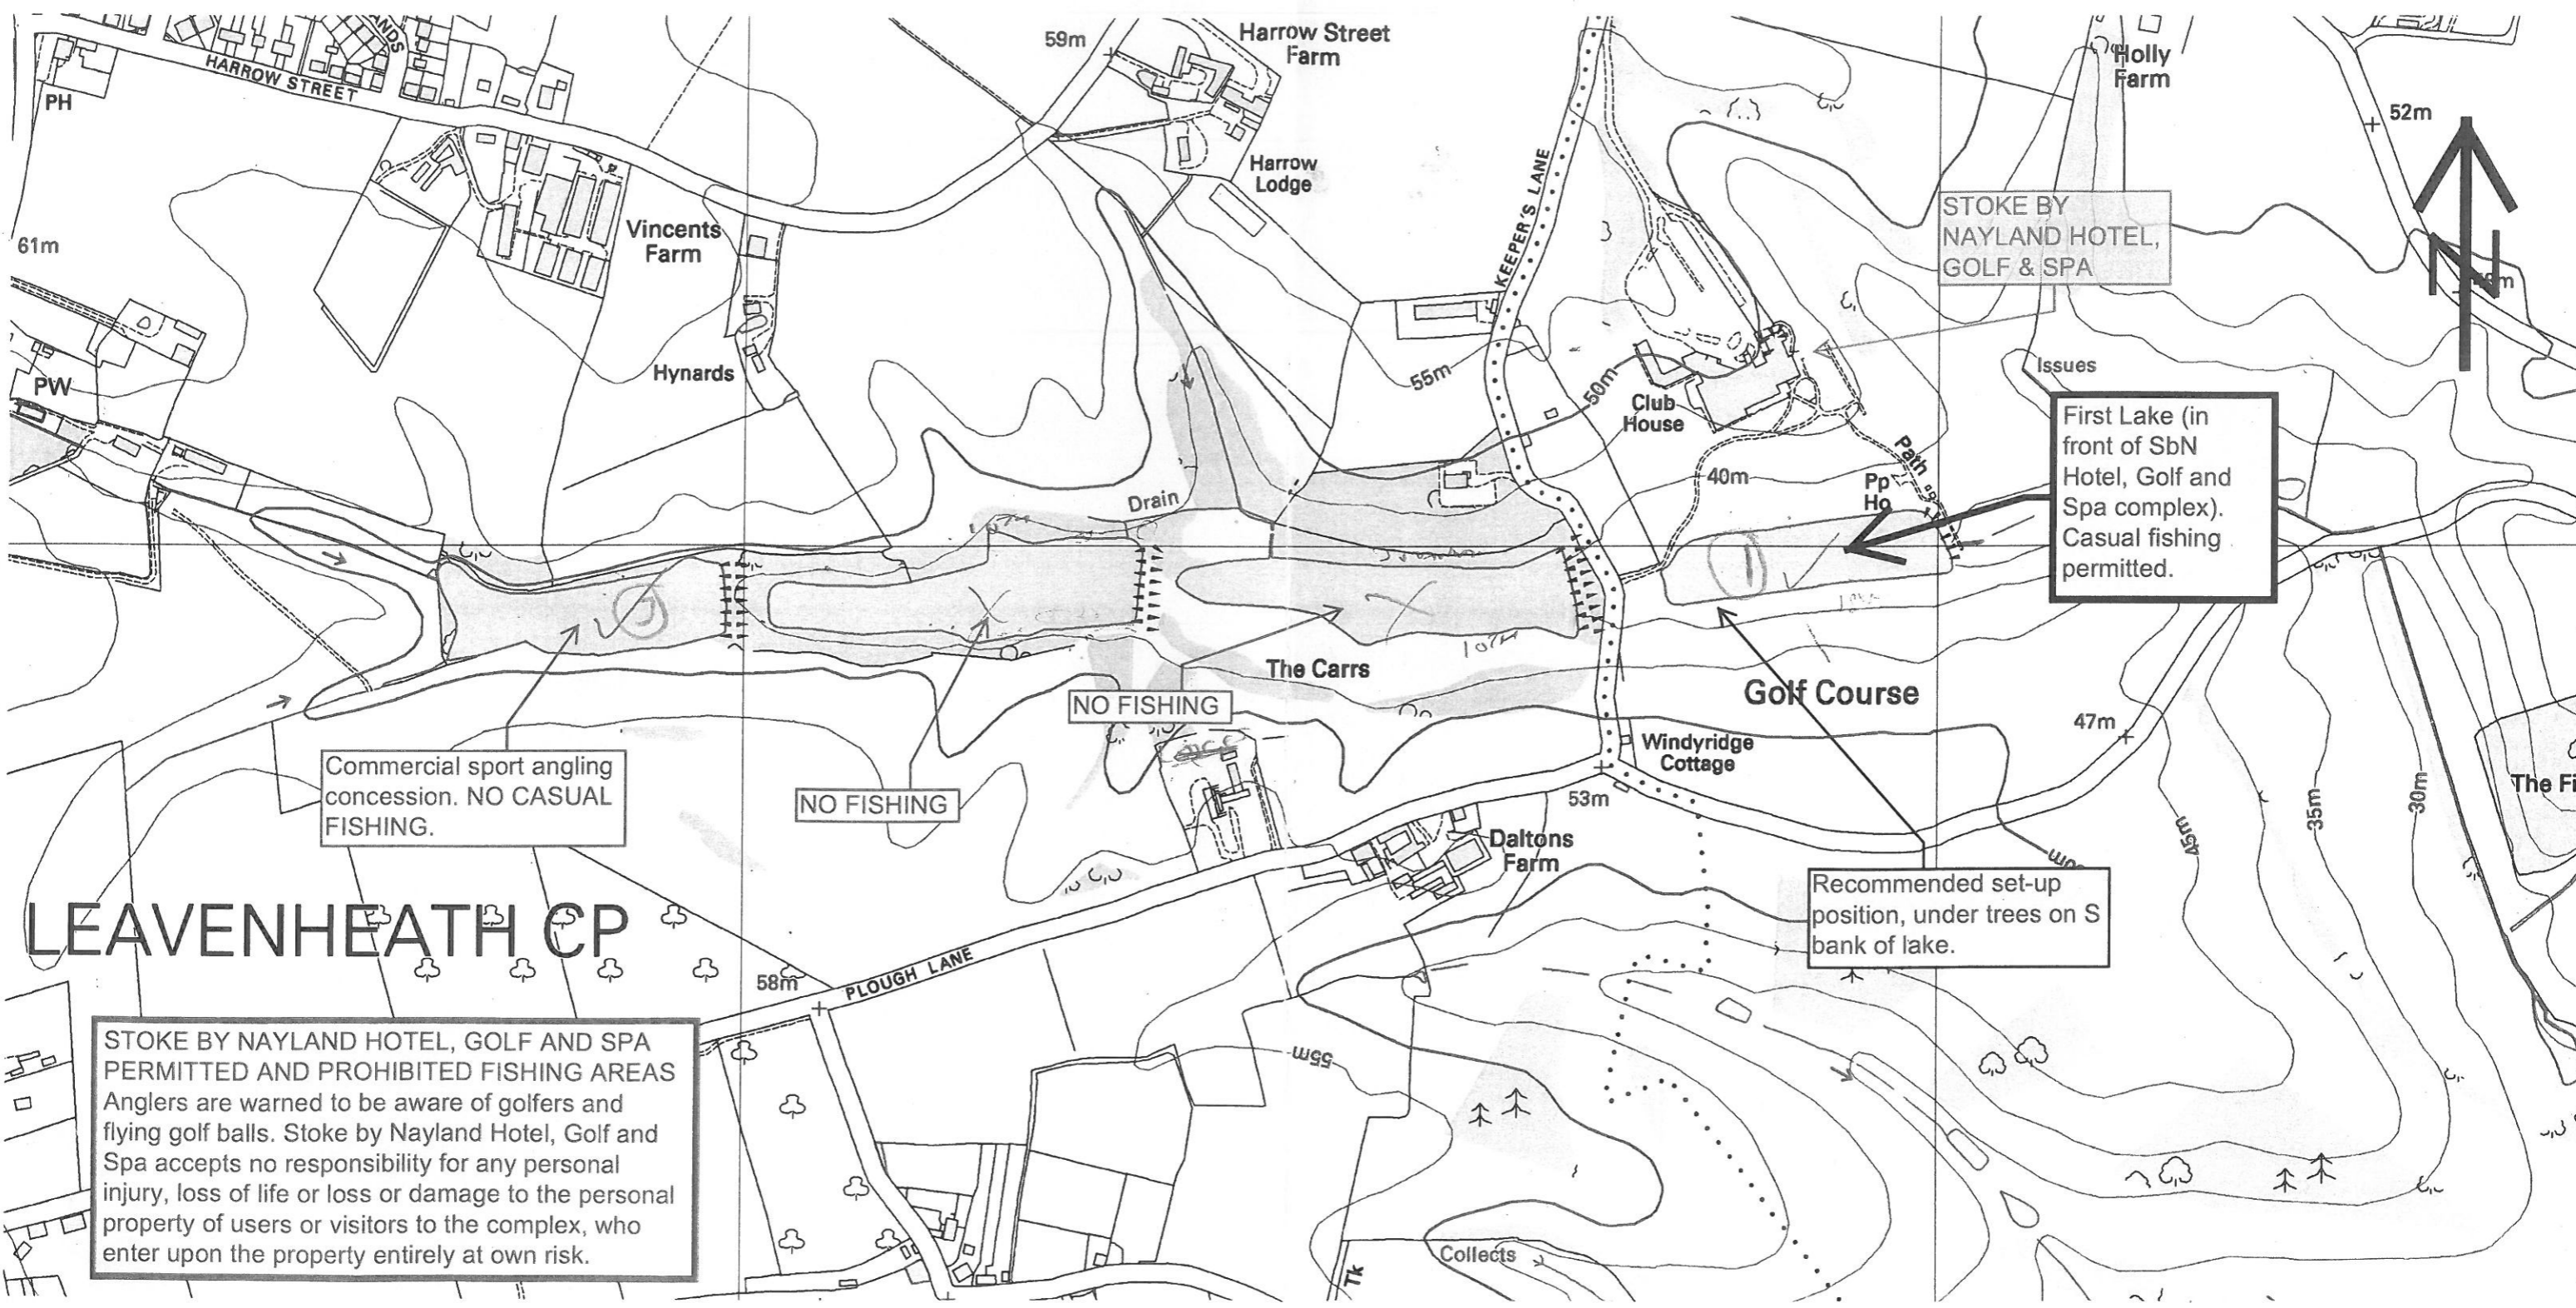 HARROW STREET
PH
59m
Harrow Street
Farm
Holly
Farm
52m
Harrow
Lodge
KEEPER'S LANE
Vincents
Farm
61m
STOKE BY
NAYLAND HOTEL,
GOLF & SPA
N
Hynards
PW
55m
50m
Club
House
Issues
First Lake (in
front of SbN
Hotel, Golf and
Spa complex).
Casual fishing
permitted.
Path
40m
Pp
Ho
Drain
1
The Carrs
10TH
NO FISHING
Golf Course
47m
Windyridge
Cottage
53m
Commercial sport angling
concession. NO CASUAL
FISHING.
NO FISHING
Daltons
Farm
45m
35m
30m
Recommended set-up
position, under trees on S
bank of lake.
LEAVENHEATH CP
58m
PLOUGH LANE
55m
STOKE BY NAYLAND HOTEL, GOLF AND SPA
PERMITTED AND PROHIBITED FISHING AREAS
Anglers are warned to be aware of golfers and
flying golf balls. Stoke by Nayland Hotel, Golf and
Spa accepts no responsibility for any personal
injury, loss of life or loss or damage to the personal
property of users or visitors to the complex, who
enter upon the property entirely at own risk.
Collects
Tk